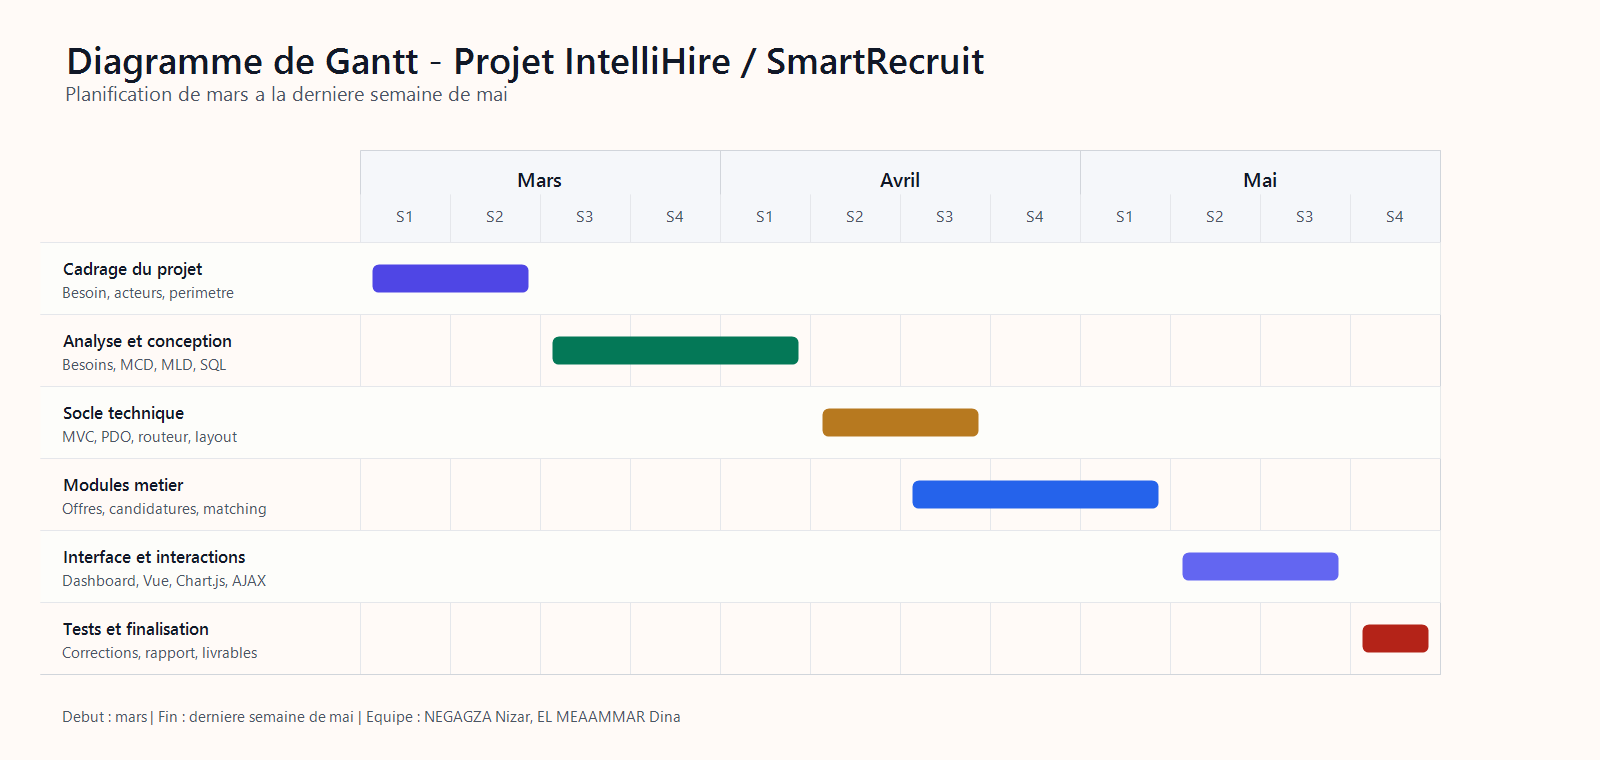 Diagramme de Gantt - Projet IntelliHire / SmartRecruit
Planification de mars a la derniere semaine de mai
Mars Avril Mai
S1 S2 S3 S4 S1 S2 S3 S4 S1 S2 S3 S4
Cadrage du projet
Besoin, acteurs, perimetre
Analyse et conception
Besoins, MCD, MLD, SQL
Socle technique
MVC, PDO, routeur, layout
Modules metier
Offres, candidatures, matching
Interface et interactions
Dashboard, Vue, Chart.js, AJAX
Tests et finalisation
Corrections, rapport, livrables
Debut : mars | Fin : derniere semaine de mai | Equipe : NEGAGZA Nizar, EL MEAAMMAR Dina